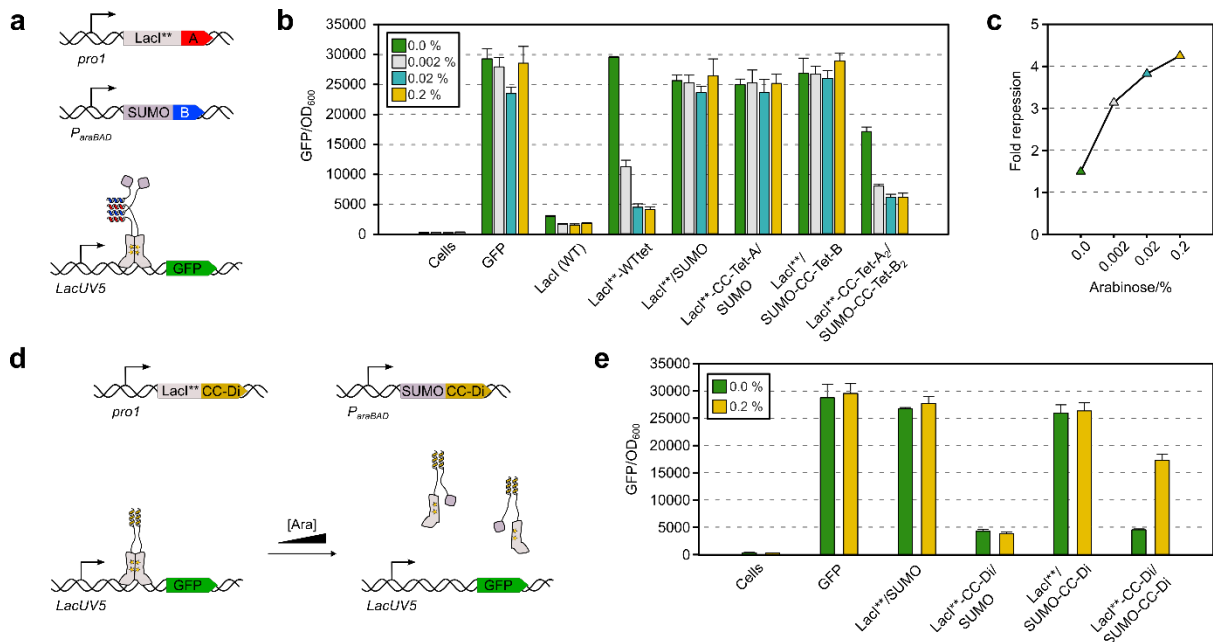 a
LacI**
A
pro1
SUMO
B
ParaBAD
GFP
LacUV5
b
GFP/OD600
35000
30000
25000
20000
15000
10000
5000
0
0.0 %
0.002 %
0.02 %
0.2 %
Cells
GFP
LacI (WT)
LacI**-WTtet
LacI**/SUMO
LacI**-CC-Tet-A/
SUMO
LacI**/
SUMO-CC-Tet-B
LacI**-CC-Tet-A2/
SUMO-CC-Tet-B2
c
Fold rerpession
5
4
3
2
1
0
0.0
0.002
0.02
0.2
Arabinose/%
d
LacI**
CC-Di
pro1
SUMO
CC-Di
ParaBAD
GFP
LacUV5
[Ara]
GFP
LacUV5
e
GFP/OD600
35000
30000
25000
20000
15000
10000
5000
0
0.0 %
0.2 %
Cells
GFP
LacI**/SUMO
LacI**-CC-Di/
SUMO
LacI**/
SUMO-CC-Di
LacI**-CC-Di/
SUMO-CC-Di